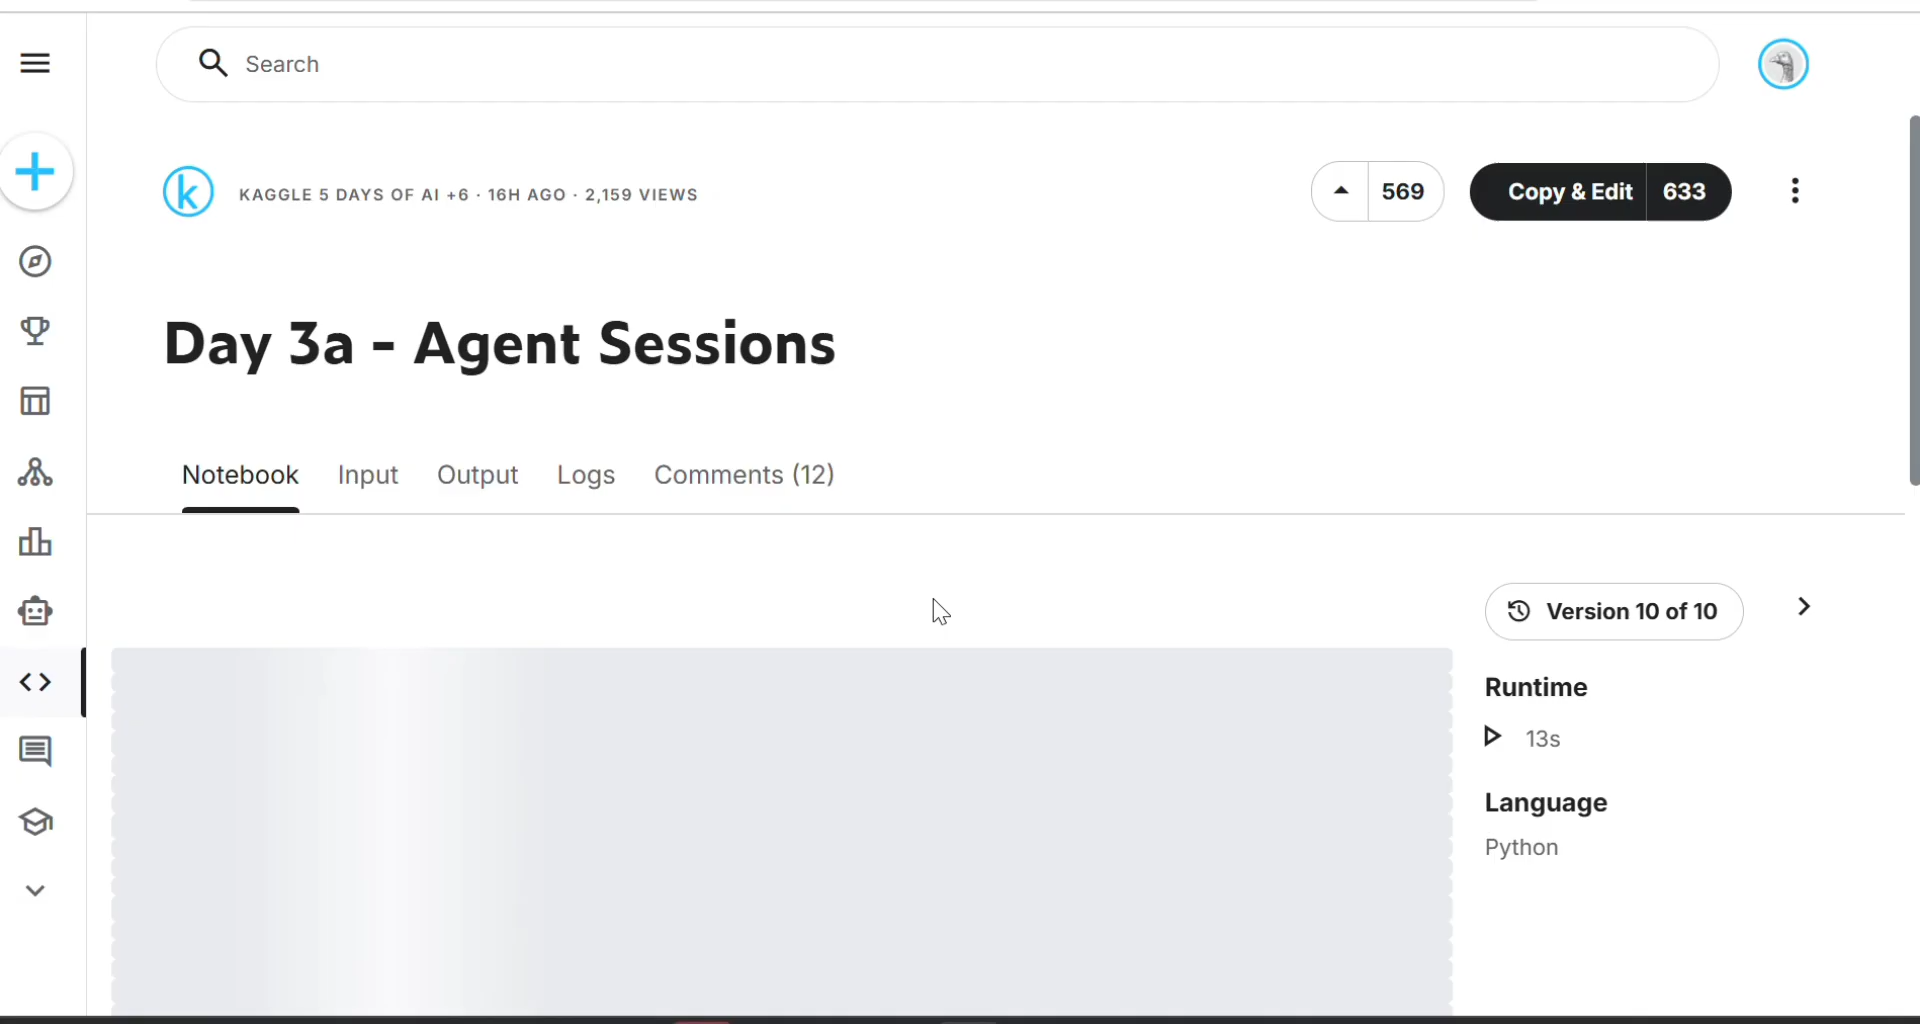 Search
KAGGLE 5 DAYS OF AI +6 · 16H AGO · 2,159 VIEWS
569
Copy & Edit 633
Day 3a - Agent Sessions
Notebook Input Output Logs Comments (12)
Version 10 of 10
Runtime
13s
Language
Python